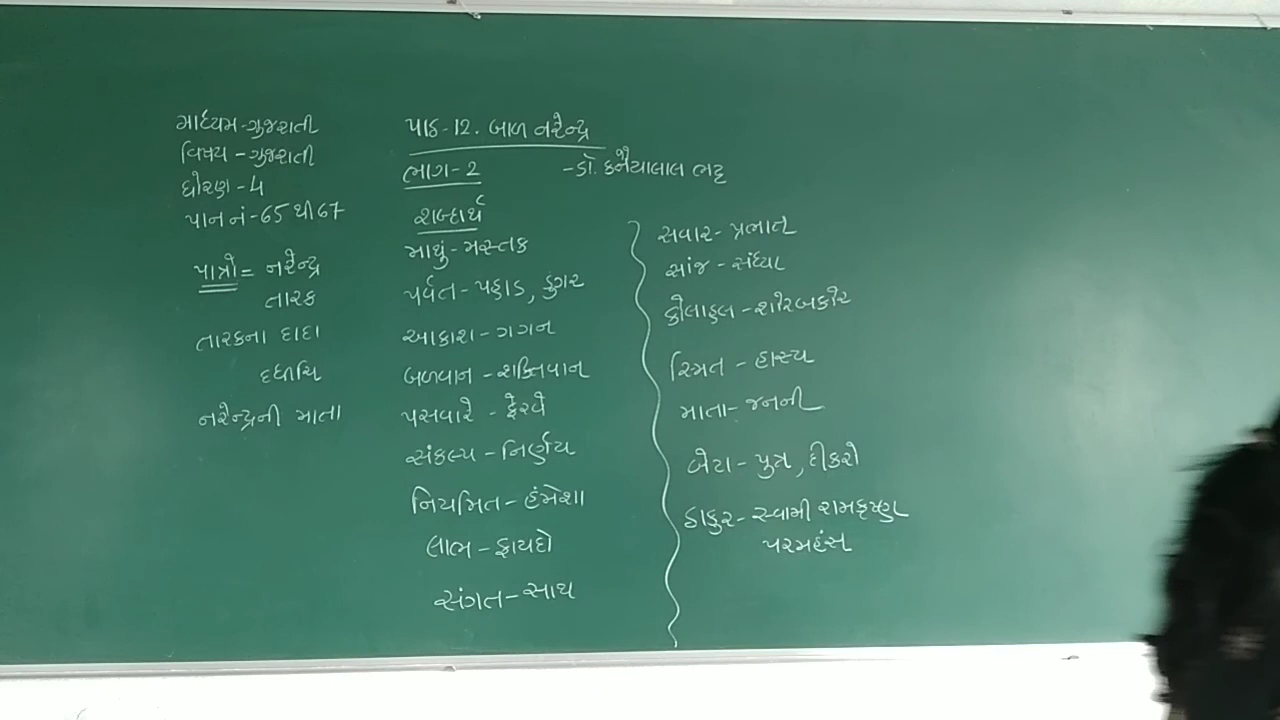 માધ્યમ-ગુજરાતી
વિષય-ગુજરાતી
ધોરણ-4
પાન નં-65 થી 67
પાત્રો = નરેન્દ્ર
તારક
તારકના દાદા
દધીચિ
નરેન્દ્રની માતા
પાઠ-12. બાળ નરેન્દ્ર
ભાગ-2
-ડૉ. કનૈયાલાલ ભટ્ટ
શબ્દાર્થ
માથું-મસ્તક
પર્વત-પહાડ, ડુંગર
આકાશ-ગગન
બળવાન-શક્તિવાન
પસવારે-ફેરવે
સંકલ્પ-નિર્ણય
નિયમિત-હંમેશા
લાભ-ફાયદો
સંગત-સાથ
સવાર-પ્રભાત
સાંજ-સંધ્યા
કોલાહલ-શોરબકોર
સ્મિત-હાસ્ય
માતા-જનની
બેટા-પુત્ર, દીકરો
ઠાકુર-સ્વામી રામકૃષ્ણ
પરમહંસ